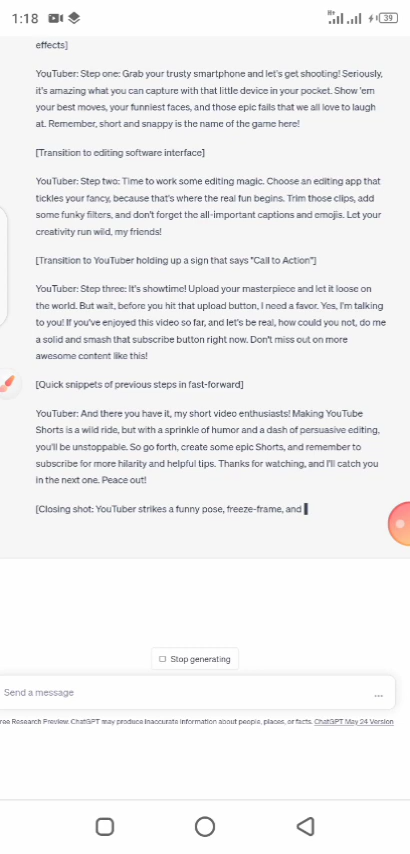 1:18
39
effects]
YouTuber: Step one: Grab your trusty smartphone and let's get shooting! Seriously,
it's amazing what you can capture with that little device in your pocket. Show 'em
your best moves, your funniest faces, and those epic fails that we all love to laugh
at. Remember, short and snappy is the name of the game here!
[Transition to editing software interface]
YouTuber: Step two: Time to work some editing magic. Choose an editing app that
tickles your fancy, because that's where the real fun begins. Trim those clips, add
some funky filters, and don't forget the all-important captions and emojis. Let your
creativity run wild, my friends!
[Transition to YouTuber holding up a sign that says "Call to Action"]
YouTuber: Step three: It's showtime! Upload your masterpiece and let it loose on
the world. But wait, before you hit that upload button, I need a favor. Yes, I'm talking
to you! If you've enjoyed this video so far, and let's be real, how could you not, do me
a solid and smash that subscribe button right now. Don't miss out on more
awesome content like this!
[Quick snippets of previous steps in fast-forward]
YouTuber: And there you have it, my short video enthusiasts! Making YouTube
Shorts is a wild ride, but with a sprinkle of humor and a dash of persuasive editing,
you'll be unstoppable. So go forth, create some epic Shorts, and remember to
subscribe for more hilarity and helpful tips. Thanks for watching, and I'll catch you
in the next one. Peace out!
[Closing shot: YouTuber strikes a funny pose, freeze-frame, and
Stop generating
Send a message
...
ree Research Preview. ChatGPT may produce inaccurate information about people, places, or facts. ChatGPT May 24 Version